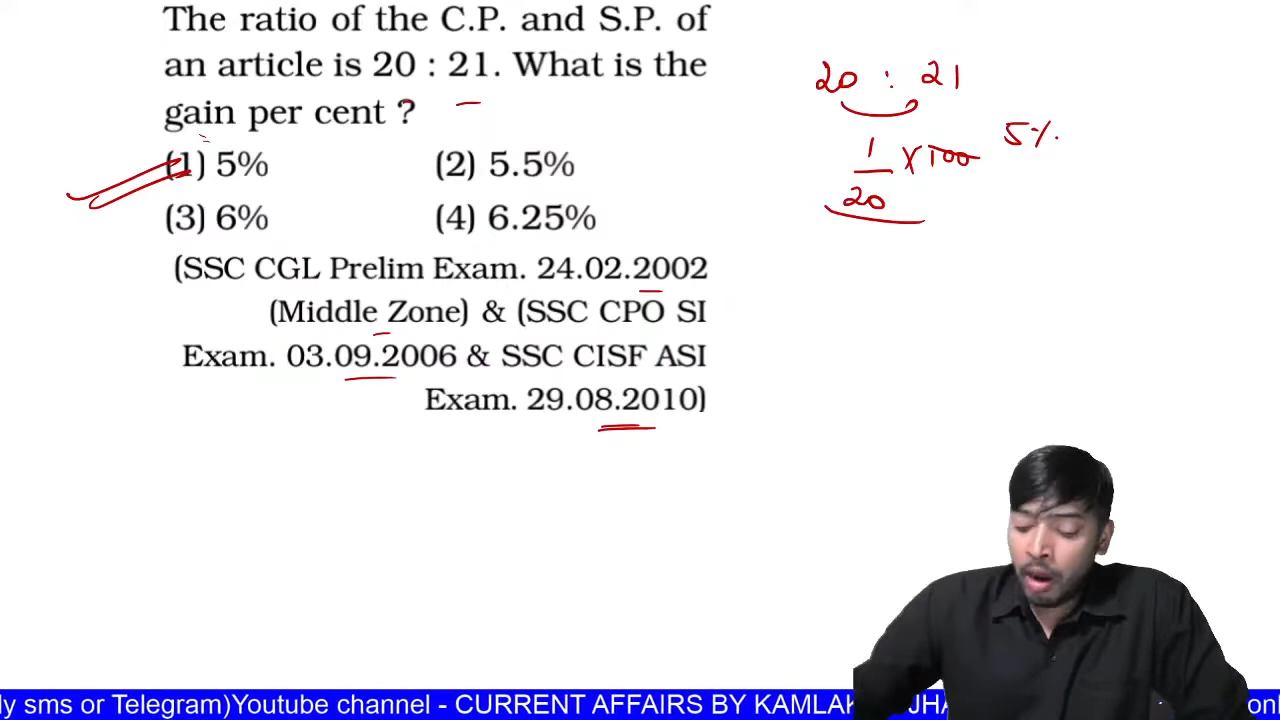 The ratio of the C.P. and S.P. of
an article is 20 : 21. What is the
gain per cent ?
(1) 5% (2) 5.5%
(3) 6% (4) 6.25%
(SSC CGL Prelim Exam. 24.02.2002
(Middle Zone) & (SSC CPO SI
Exam. 03.09.2006 & SSC CISF ASI
Exam. 29.08.2010)
20 : 21
1/20 × 100 5%
ly sms or Telegram)Youtube channel - CURRENT AFFAIRS BY